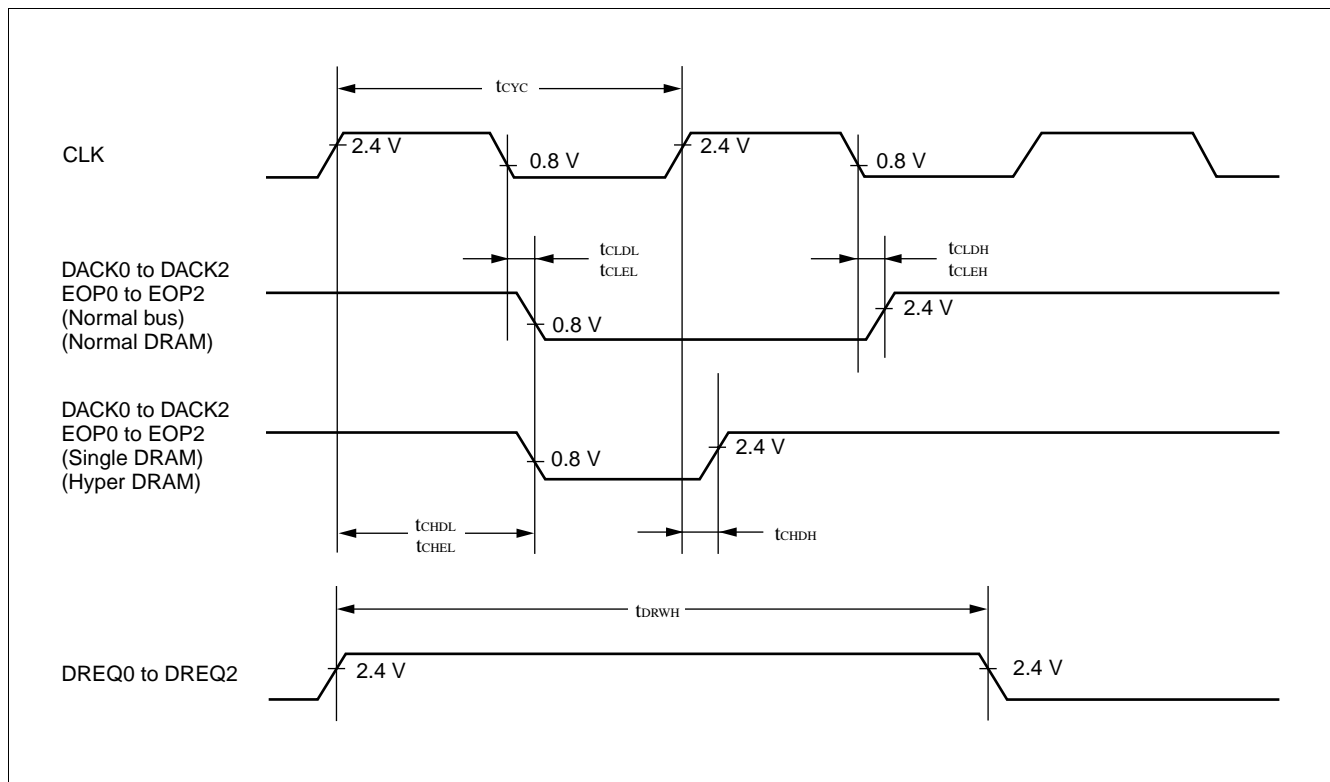 tCYC
CLK
2.4 V
0.8 V
2.4 V
0.8 V
DACK0 to DACK2
EOP0 to EOP2
(Normal bus)
(Normal DRAM)
tCLDL
tCLEL
tCLDH
tCLEH
0.8 V
2.4 V
DACK0 to DACK2
EOP0 to EOP2
(Single DRAM)
(Hyper DRAM)
0.8 V
2.4 V
tCHDL
tCHEL
tCHDH
tDRWH
DREQ0 to DREQ2
2.4 V
2.4 V